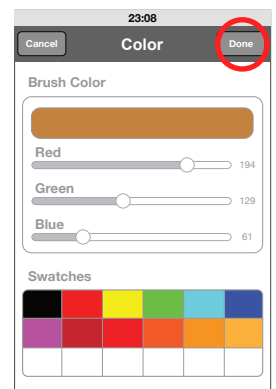 23:08
Cancel Color Done
Brush Color
Red
194
Green
129
Blue
61
Swatches